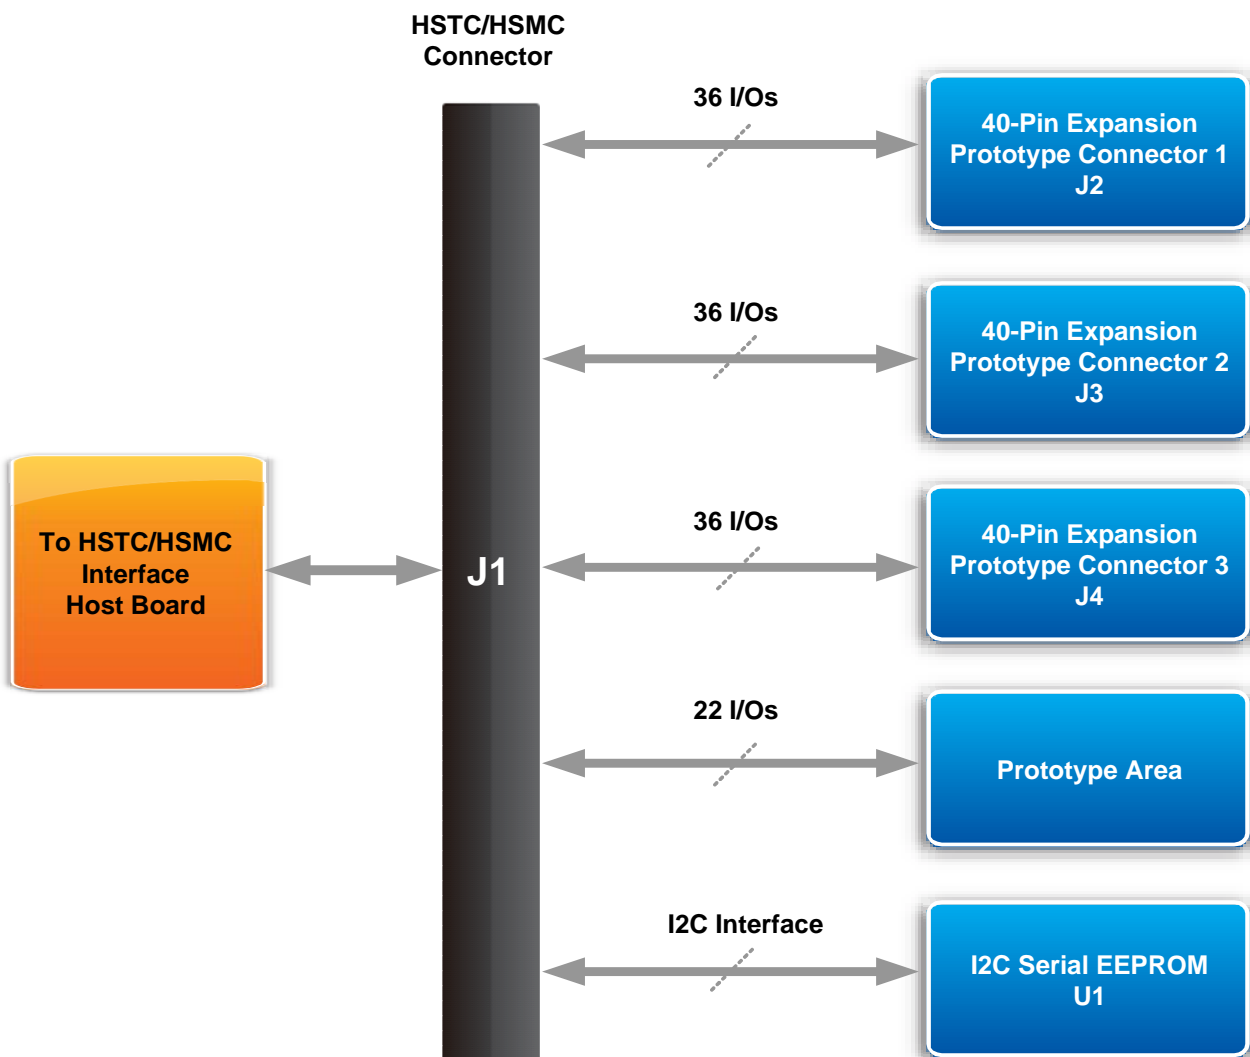 HSTC/HSMC
Connector
36 I/Os
40-Pin Expansion
Prototype Connector 1
J2
36 I/Os
40-Pin Expansion
Prototype Connector 2
J3
To HSTC/HSMC
Interface
Host Board
J1
36 I/Os
40-Pin Expansion
Prototype Connector 3
J4
22 I/Os
Prototype Area
I2C Interface
I2C Serial EEPROM
U1